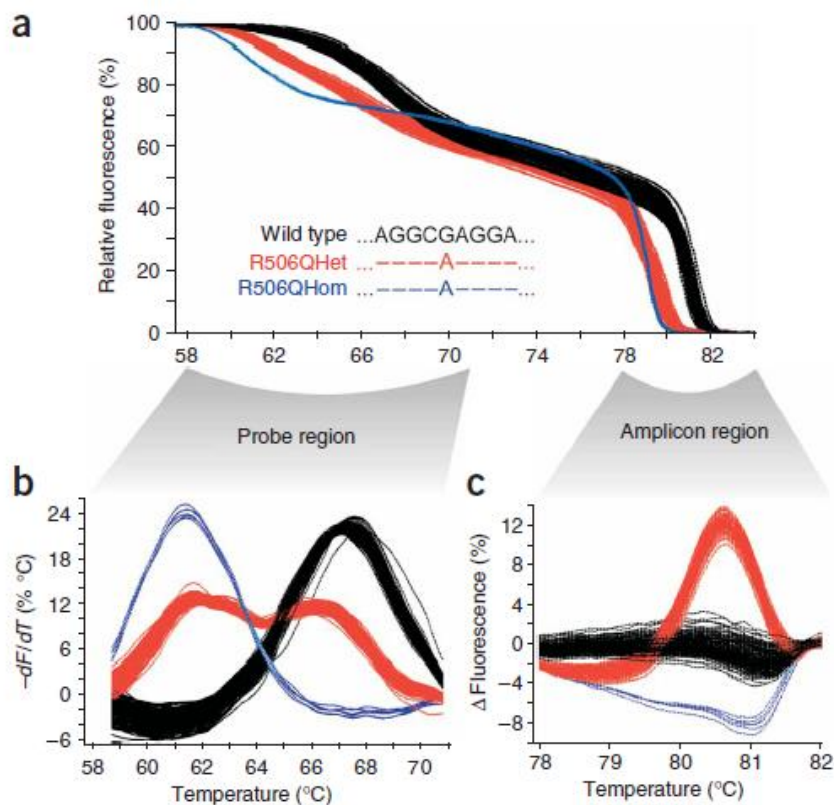 a
Relative fluorescence (%)
100
80
60
40
20
0
Wild type ...AGGCGAGGA...
R506QHet ...----A----...
R506QHom ...----A----...
58 62 66 70 74 78 82
Probe region
Amplicon region
b
–dF/dT (% °C)
24
18
12
6
0
–6
58 60 62 64 66 68 70
Temperature (°C)
c
Δ Fluorescence (%)
12
8
4
0
–4
–8
78 79 80 81 82
Temperature (°C)